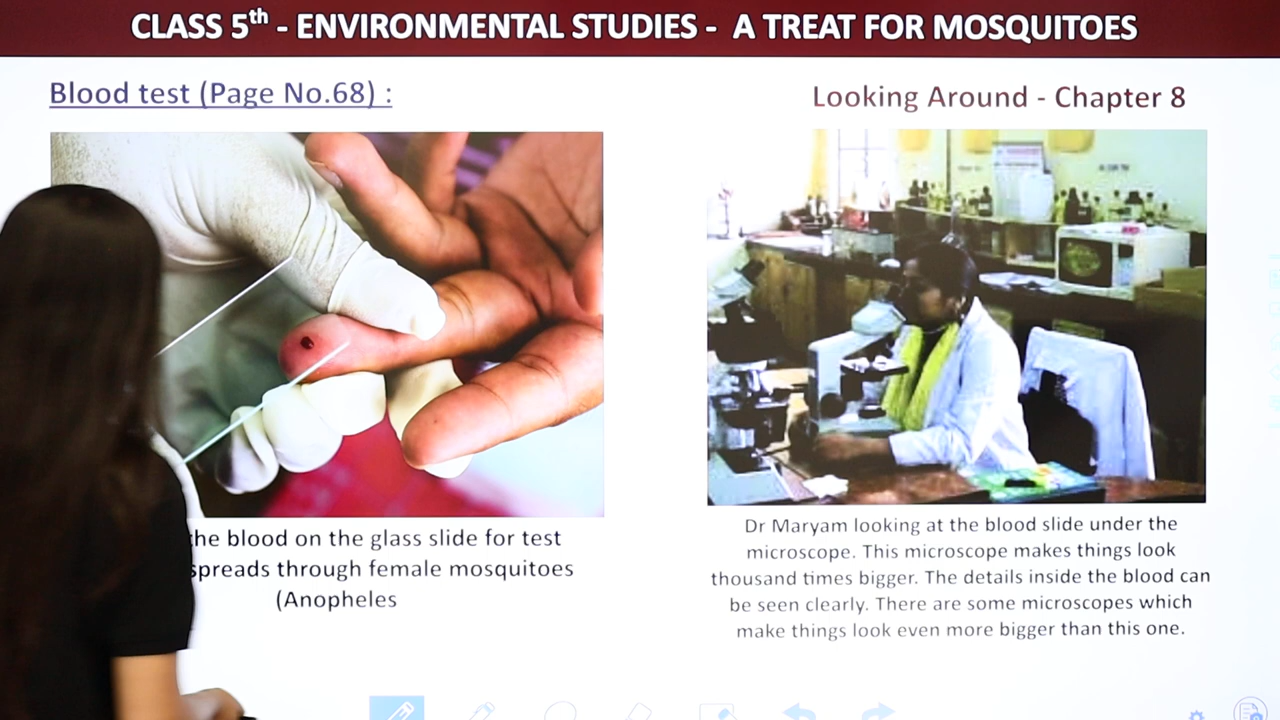 CLASS 5th - ENVIRONMENTAL STUDIES - A TREAT FOR MOSQUITOES
Blood test (Page No.68) :
Looking Around - Chapter 8
the blood on the glass slide for test
spreads through female mosquitoes
(Anopheles
Dr Maryam looking at the blood slide under the
microscope. This microscope makes things look
thousand times bigger. The details inside the blood can
be seen clearly. There are some microscopes which
make things look even more bigger than this one.